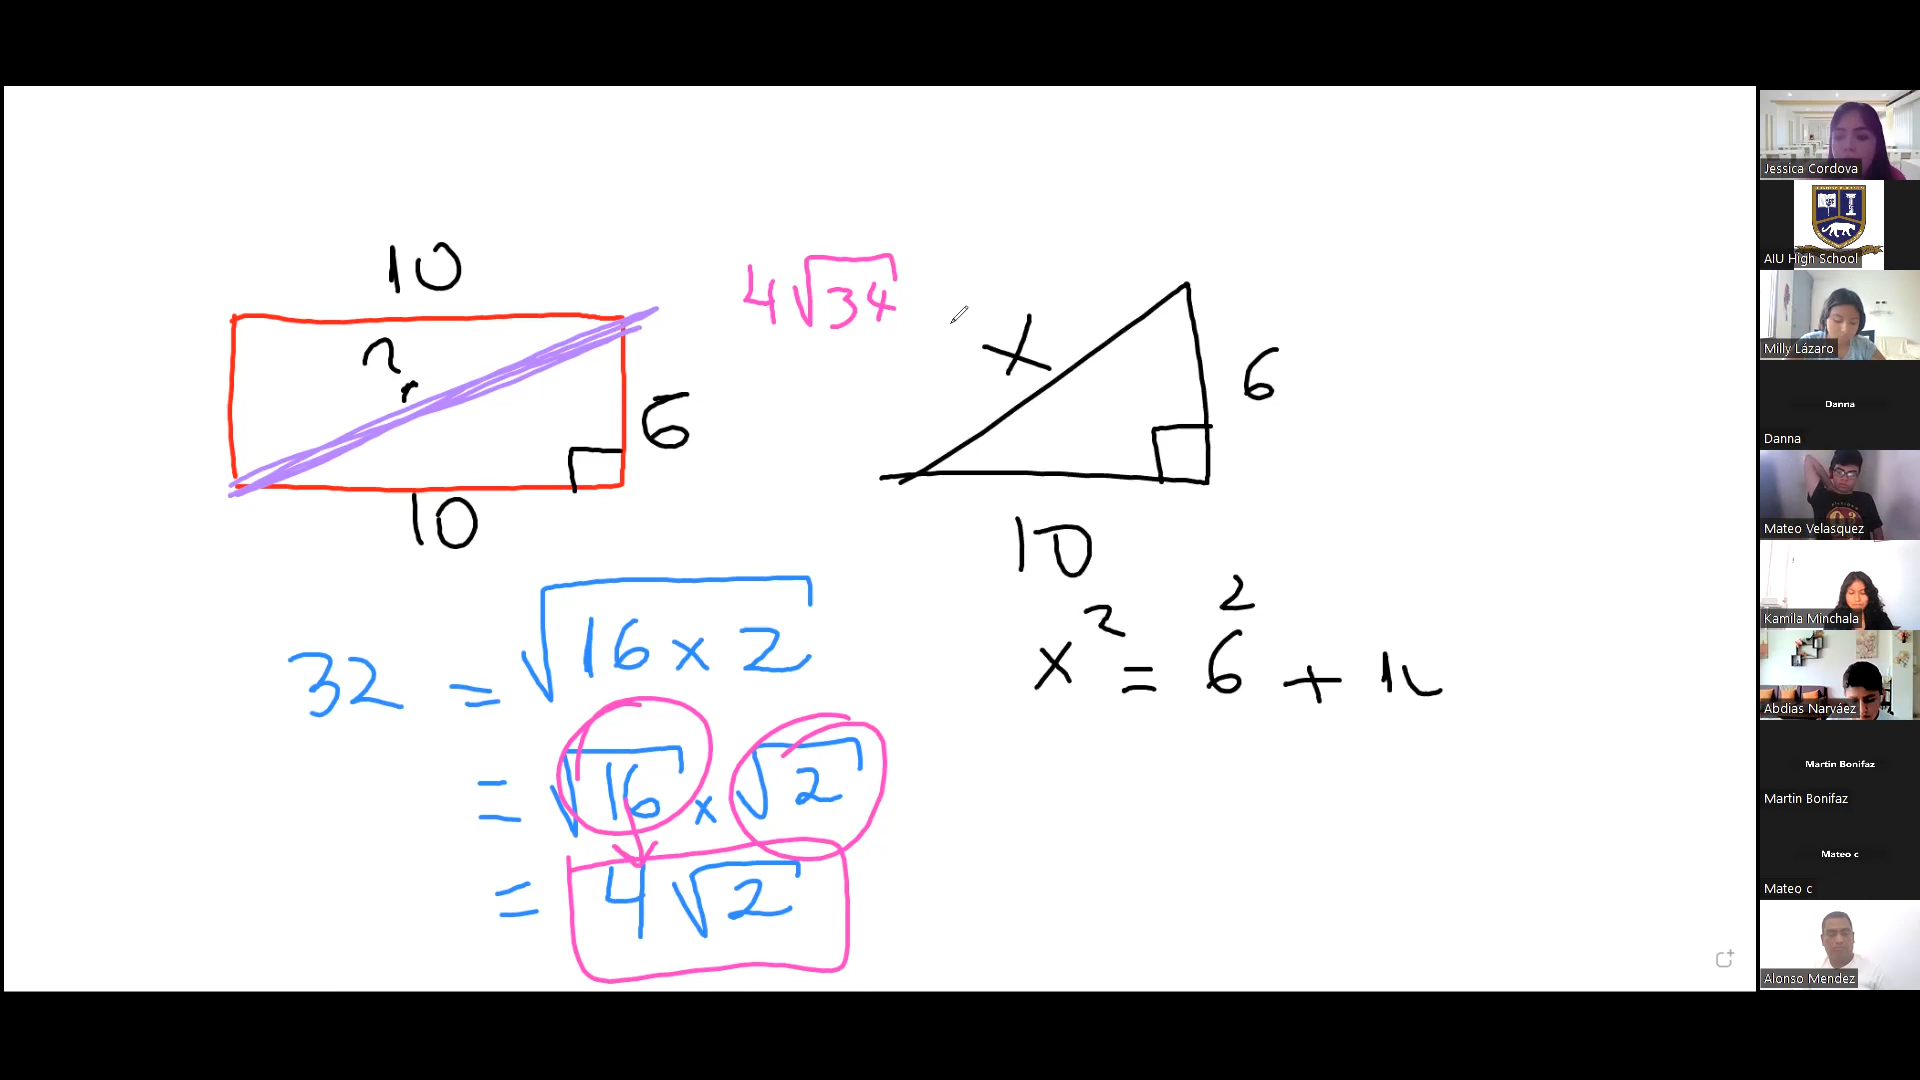 10
4√34
?
x
6
6
10
10
32 = √16 x 2
x² = 6² + 1
= √16 x √2
= 4√2
Jessica Cordova
AIU High School
Milly Lázaro
Danna
Danna
Mateo Velasquez
Kamila Minchala
Abdias Narváez
Martin Bonifaz
Martin Bonifaz
Mateo c
Mateo c
Alonso Mendez